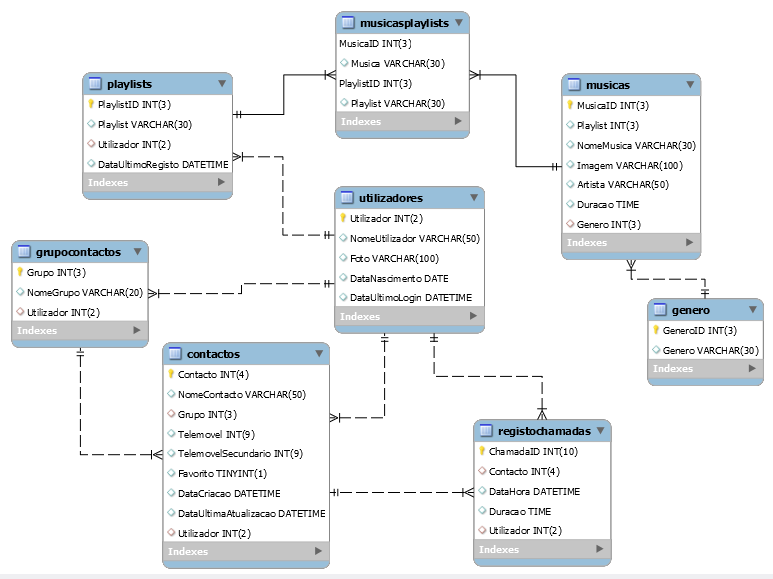 musicasplaylists
MusicaID INT(3)
Musica VARCHAR(30)
PlaylistID INT(3)
Playlist VARCHAR(30)
Indexes
playlists
PlaylistID INT(3)
Playlist VARCHAR(30)
Utilizador INT(2)
DataUltimoRegisto DATETIME
Indexes
musicas
MusicaID INT(3)
Playlist INT(3)
NomeMusica VARCHAR(30)
Imagem VARCHAR(100)
Artista VARCHAR(50)
Duracao TIME
Genero INT(3)
Indexes
utilizadores
Utilizador INT(2)
NomeUtilizador VARCHAR(50)
Foto VARCHAR(100)
DataNascimento DATE
DataUltimoLogin DATETIME
Indexes
grupocontactos
Grupo INT(3)
NomeGrupo VARCHAR(20)
Utilizador INT(2)
Indexes
genero
GeneroID INT(3)
Genero VARCHAR(30)
Indexes
contactos
Contacto INT(4)
NomeContacto VARCHAR(50)
Grupo INT(3)
Telemovel INT(9)
TelemovelSecundario INT(9)
Favorito TINYINT(1)
DataCriacao DATETIME
DataUltimaAtualizacao DATETIME
Utilizador INT(2)
Indexes
registochamadas
ChamadaID INT(10)
Contacto INT(4)
DataHora DATETIME
Duracao TIME
Utilizador INT(2)
Indexes